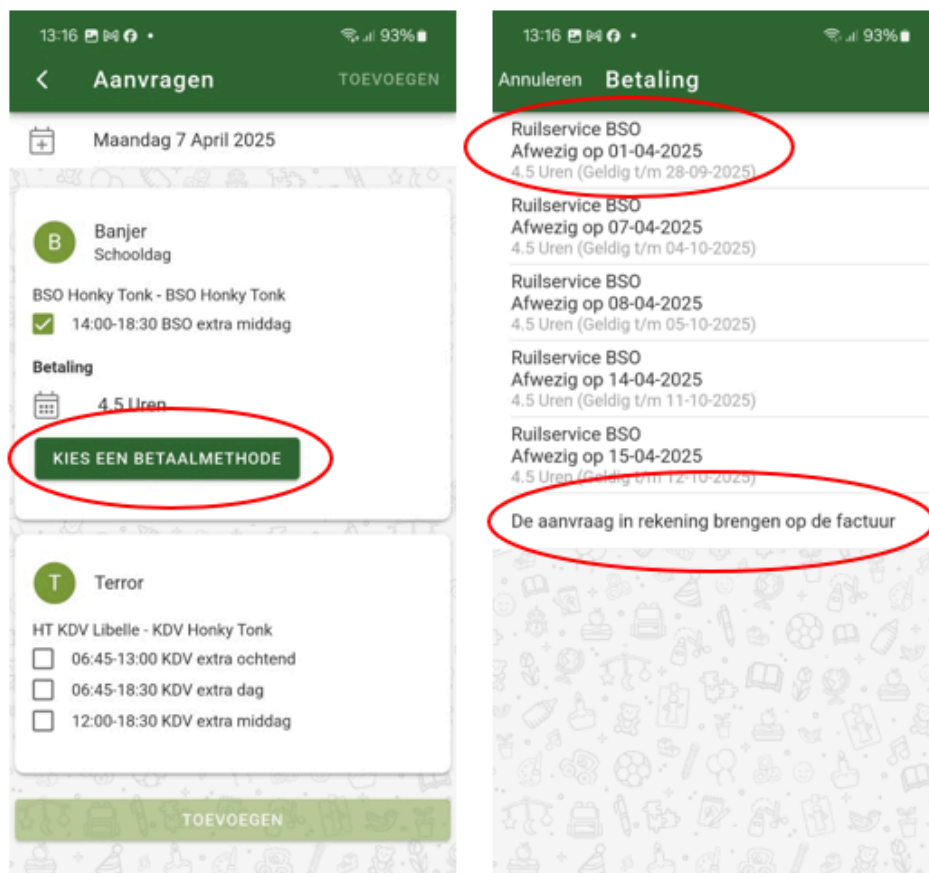 13:16
93%
Aanvragen
TOEVOEGEN
Maandag 7 April 2025
B
Banjer
Schooldag
BSO Honky Tonk - BSO Honky Tonk
14:00-18:30 BSO extra middag
Betaling
4.5 Uren
KIES EEN BETAALMETHODE
T
Terror
HT KDV Libelle - KDV Honky Tonk
06:45-13:00 KDV extra ochtend
06:45-18:30 KDV extra dag
12:00-18:30 KDV extra middag
TOEVOEGEN
13:16
93%
Annuleren Betaling
Ruilservice BSO
Afwezig op 01-04-2025
4.5 Uren (Geldig t/m 28-09-2025)
Ruilservice BSO
Afwezig op 07-04-2025
4.5 Uren (Geldig t/m 04-10-2025)
Ruilservice BSO
Afwezig op 08-04-2025
4.5 Uren (Geldig t/m 05-10-2025)
Ruilservice BSO
Afwezig op 14-04-2025
4.5 Uren (Geldig t/m 11-10-2025)
Ruilservice BSO
Afwezig op 15-04-2025
4.5 Uren (Geldig t/m 12-10-2025)
De aanvraag in rekening brengen op de factuur